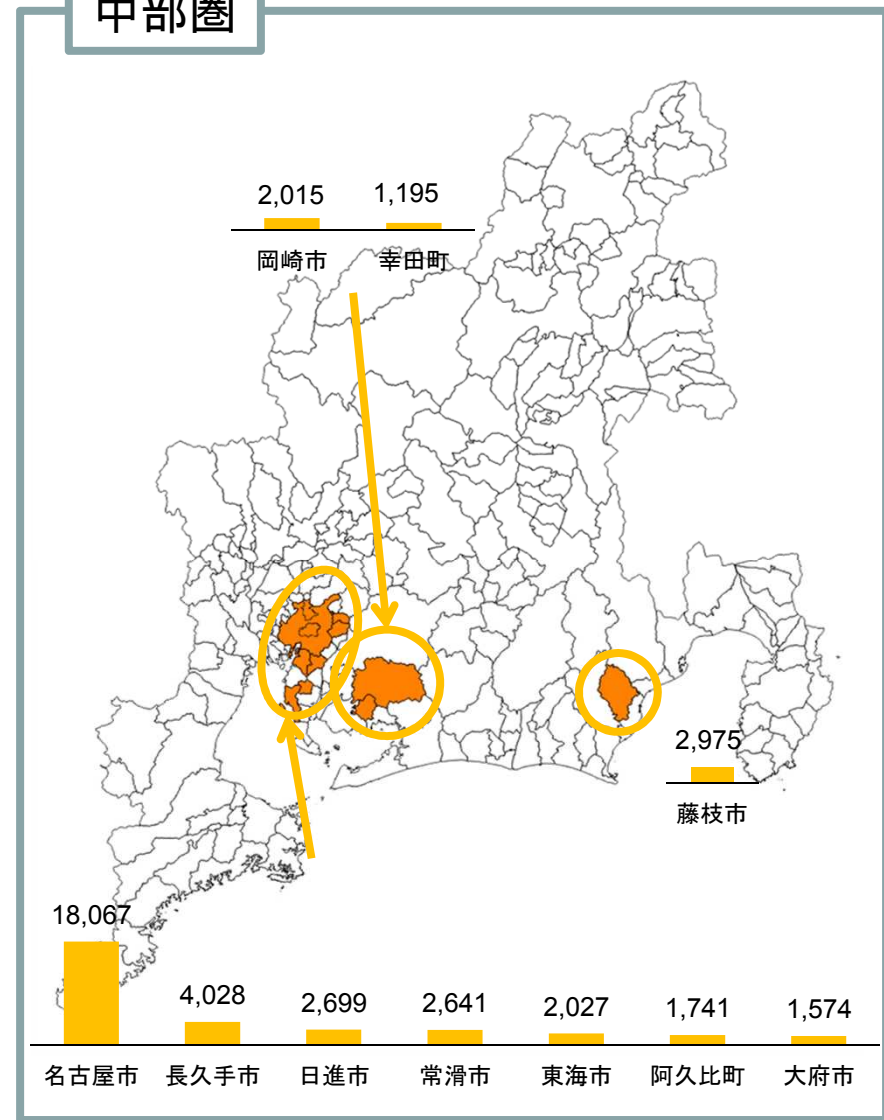 中部圏
2,015 1,195
岡崎市 幸田町
2,975
藤枝市
18,067 4,028 2,699 2,641 2,027 1,741 1,574
名古屋市 長久手市 日進市 常滑市 東海市 阿久比町 大府市